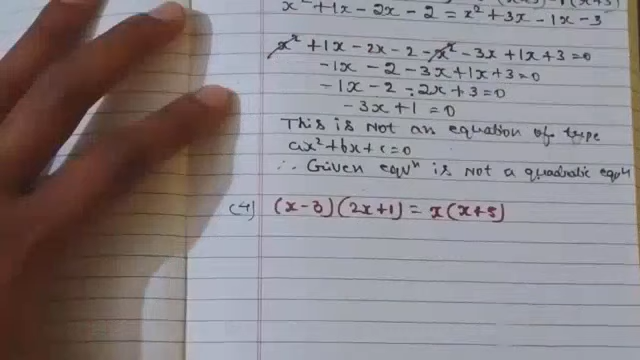 x² + 1x - 2x - 2 = x² + 3x - 1x - 3
x² + 1x - 2x - 2 - x² - 3x + 1x + 3 = 0
-1x - 2 - 3x + 1x + 3 = 0
-1x - 2 - 2x + 3 = 0
-3x + 1 = 0
This is Not an equation of type
ax² + bx + c = 0
∴ Given equⁿ is Not a quadratic equⁿ
(4) (x-3)(2x+1) = x(x+5)